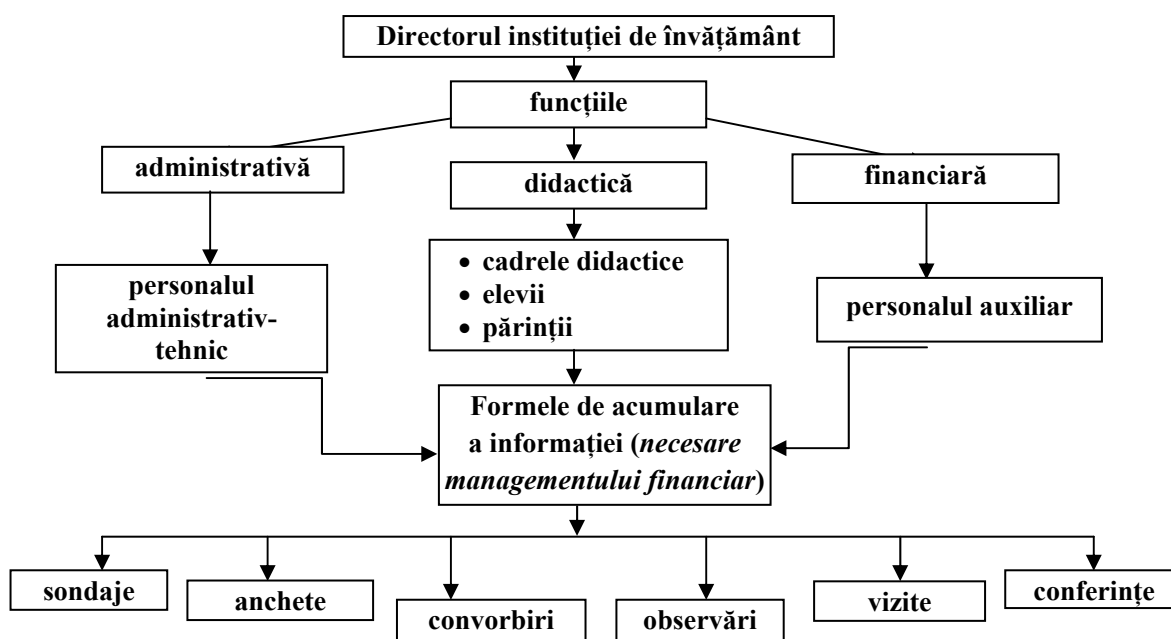 Directorul instituției de învățământ
funcțiile
administrativă
didactică
financiară
personalul
administrativ-
tehnic
• cadrele didactice
• elevii
• părinții
personalul auxiliar
Formele de acumulare
a informației (necesare
managementului financiar)
sondaje
anchete
convorbiri
observări
vizite
conferințe